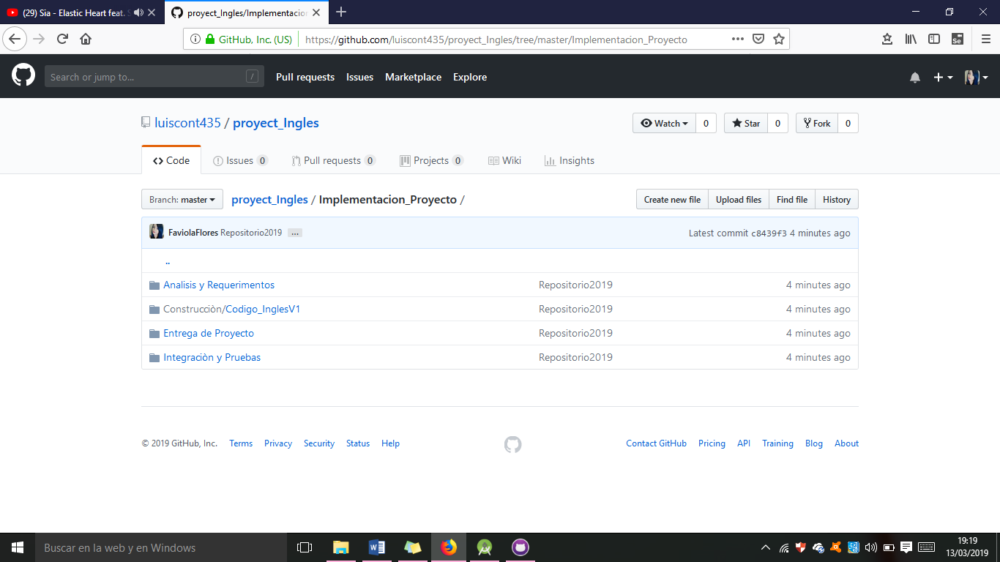 (29) Sia - Elastic Heart feat. S
proyect_Ingles/Implementacion
GitHub, Inc. (US) https://github.com/luiscont435/proyect_Ingles/tree/master/Implementacion_Proyecto
Se
Search or jump to... / Pull requests Issues Marketplace Explore
luiscont435 / proyect_Ingles
Watch 0 Star 0 Fork 0
Code Issues 0 Pull requests 0 Projects 0 Wiki Insights
Branch: master proyect_Ingles / Implementacion_Proyecto / Create new file Upload files Find file History
FaviolaFlores Repositorio2019 ... Latest commit c8439f3 4 minutes ago
..
Analisis y Requerimentos Repositorio2019 4 minutes ago
Construcciòn/Codigo_InglesV1 Repositorio2019 4 minutes ago
Entrega de Proyecto Repositorio2019 4 minutes ago
Integraciòn y Pruebas Repositorio2019 4 minutes ago
© 2019 GitHub, Inc. Terms Privacy Security Status Help Contact GitHub Pricing API Training Blog About
Buscar en la web y en Windows
19:19
13/03/2019